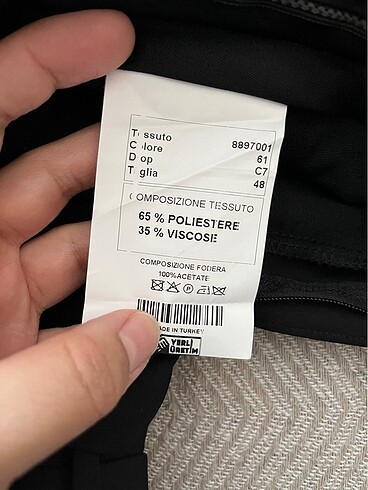 Tessuto 8897001
Colore 61
Drop C7
Taglia 48
COMPOSIZIONE TESSUTO
65 % POLIESTERE
35 % VISCOSE
COMPOSIZIONE FODERA
100%ACETATE
P
MADE IN TURKEY
YERLİ
ÜRETİM